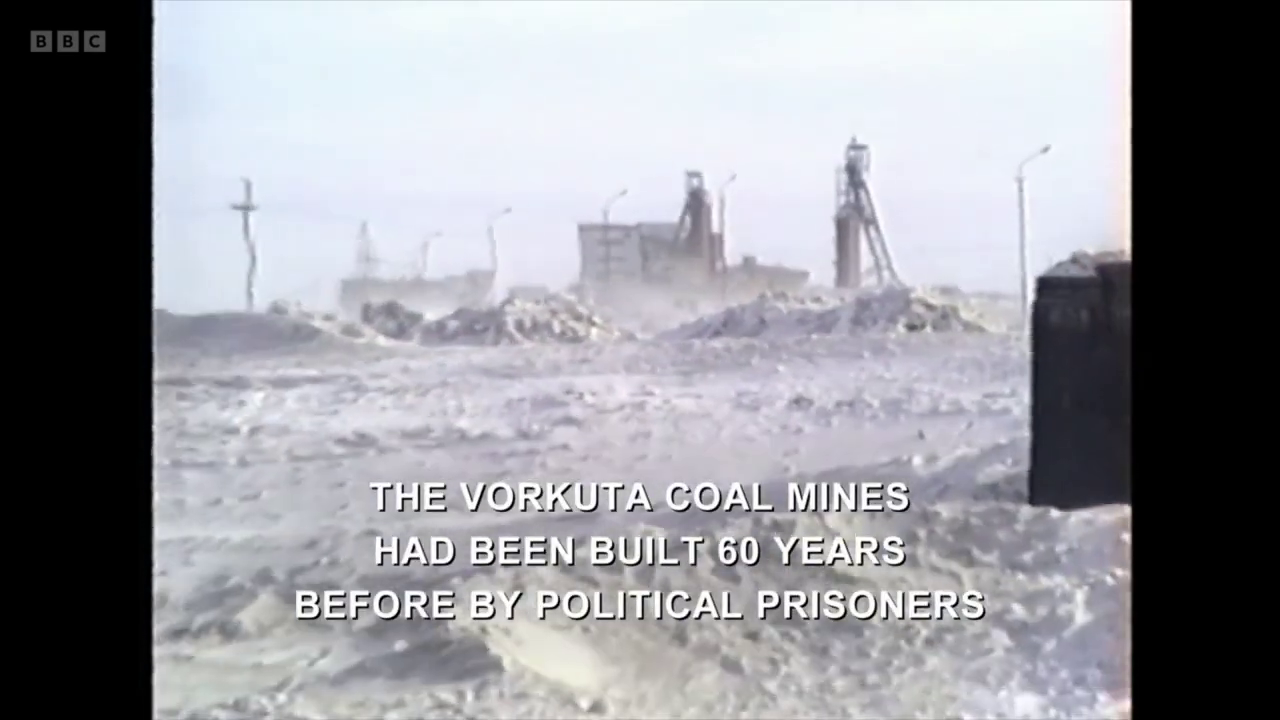 BBC
THE VORKUTA COAL MINES
HAD BEEN BUILT 60 YEARS
BEFORE BY POLITICAL PRISONERS